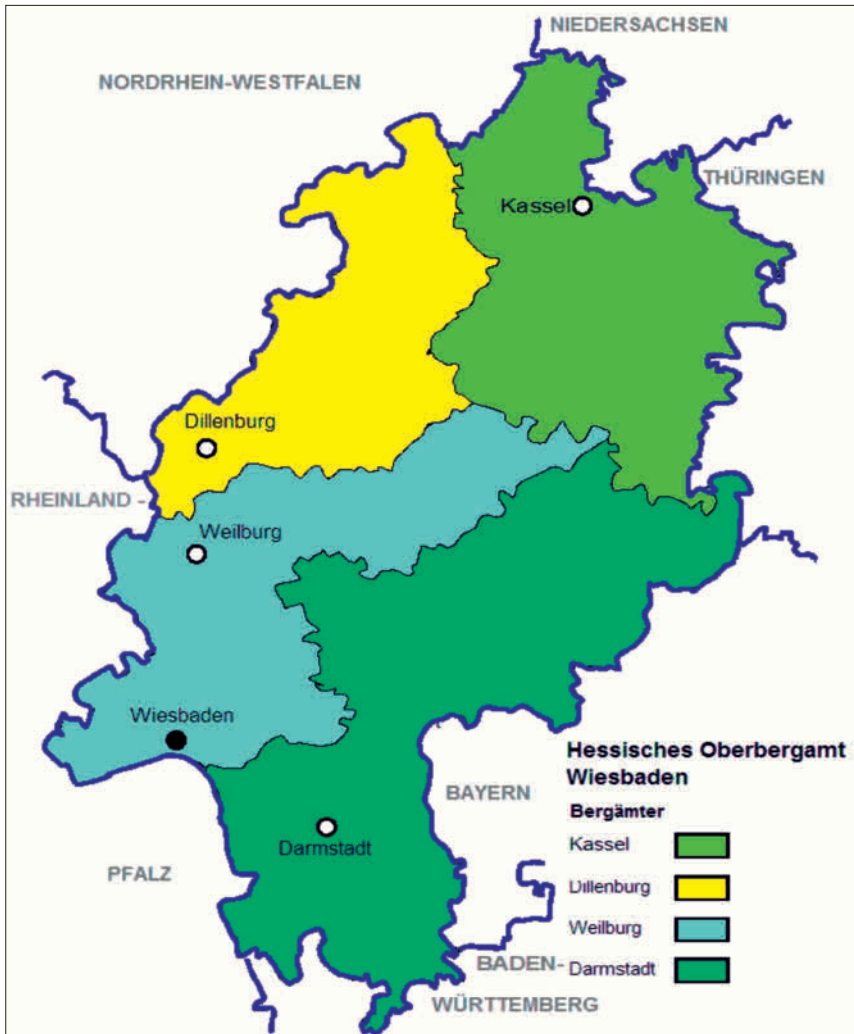 NIEDERSACHSEN
NORDRHEIN-WESTFALEN
THÜRINGEN
Kassel
Dillenburg
RHEINLAND -
Weilburg
Wiesbaden
Hessisches Oberbergamt
Wiesbaden
BAYERN
Bergämter
Kassel
Darmstadt
PFALZ
Dillenburg
Weilburg
BADEN-
Darmstadt
WÜRTTEMBERG